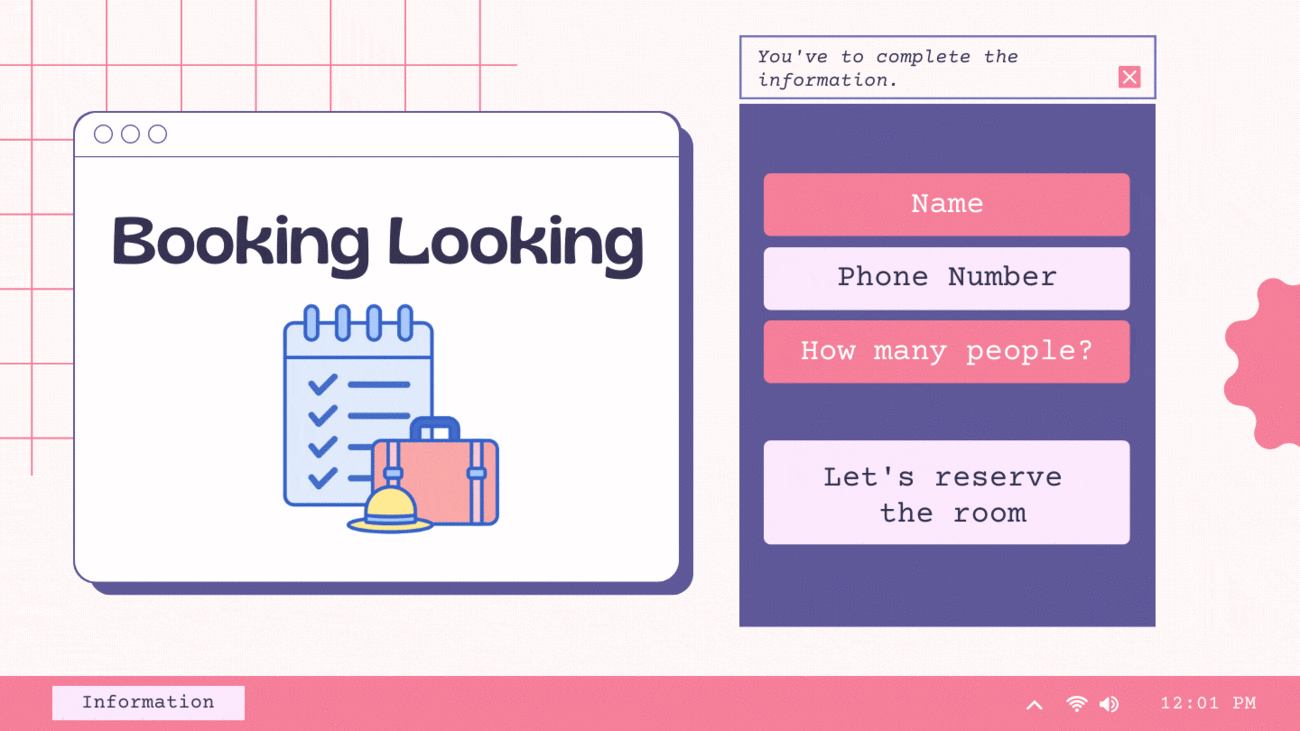 You've to complete the
information.
Booking Looking
Name
Phone Number
How many people?
Let's reserve
the room
Information
12:01 PM